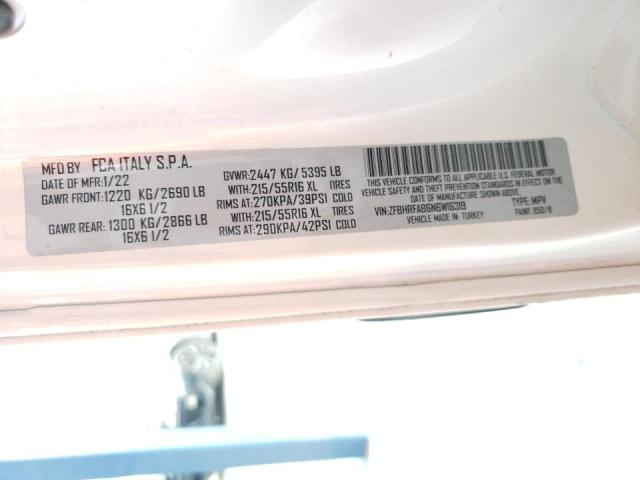 MFD BY FCA ITALY S.P.A.
DATE OF MFR: 1/22 GVWR: 2447 KG/ 5395 LB
GAWR FRONT: 1220 KG/2690 LB WITH: 215/55R16 XL TIRES
16X6 1/2 RIMS AT: 270KPA/39PSI COLD
GAWR REAR: 1300 KG/2866 LB WITH: 215/55R16 XL TIRES
16X6 1/2 RIMS AT: 290KPA/42PSI COLD
THIS VEHICLE CONFORMS TO ALL APPLICABLE U.S. FEDERAL MOTOR
VEHICLE SAFETY AND THEFT PREVENTION STANDARDS IN EFFECT ON THE
DATE OF MANUFACTURE SHOWN ABOVE.
VIN: ZFBHRFAB6N6W16319 TYPE: MPV
VEHICLE MADE IN: TURKEY PAINT: